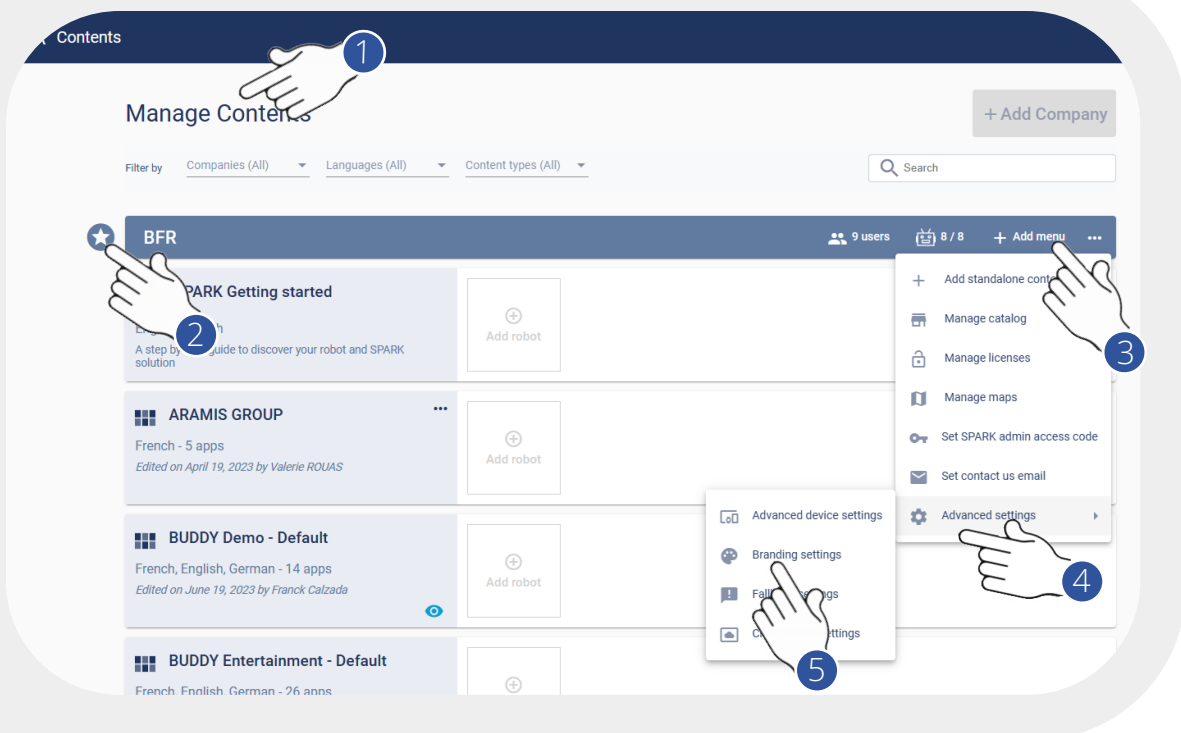 Contents
1
Manage Contents
+ Add Company
Filter by
Companies (All)
Languages (All)
Content types (All)
Search
BFR
9 users
8 / 8
+ Add menu
2
SPARK Getting started
Add robot
A step by guide to discover your robot and SPARK
solution
+ Add standalone
Manage catalog
Manage licenses
Manage maps
Set SPARK admin access code
Set contact us email
Advanced settings
3
ARAMIS GROUP
French - 5 apps
Edited on April 19, 2023 by Valerie ROUAS
Add robot
4
BUDDY Demo - Default
French, English, German - 14 apps
Edited on June 19, 2023 by Franck Calzada
Add robot
Advanced device settings
Branding settings
5
BUDDY Entertainment - Default
French, English, German - 26 apps